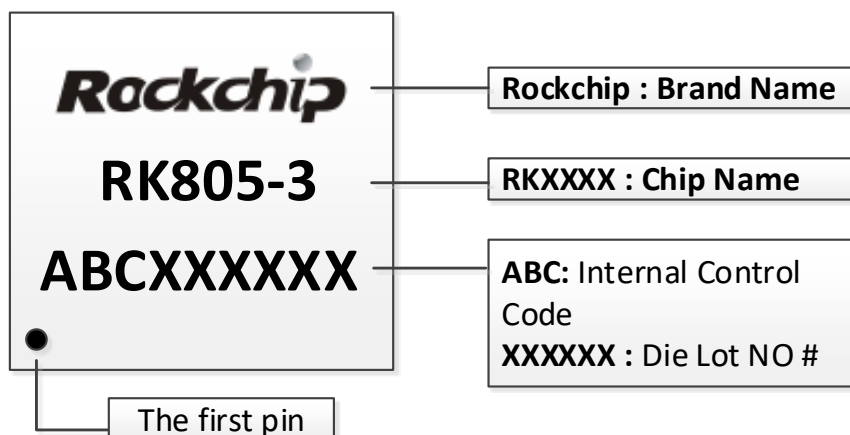 Rockchip
RK805-3
ABCXXXXXX
Rockchip : Brand Name
RKXXXX : Chip Name
ABC: Internal Control
Code
XXXXXX : Die Lot NO #
The first pin